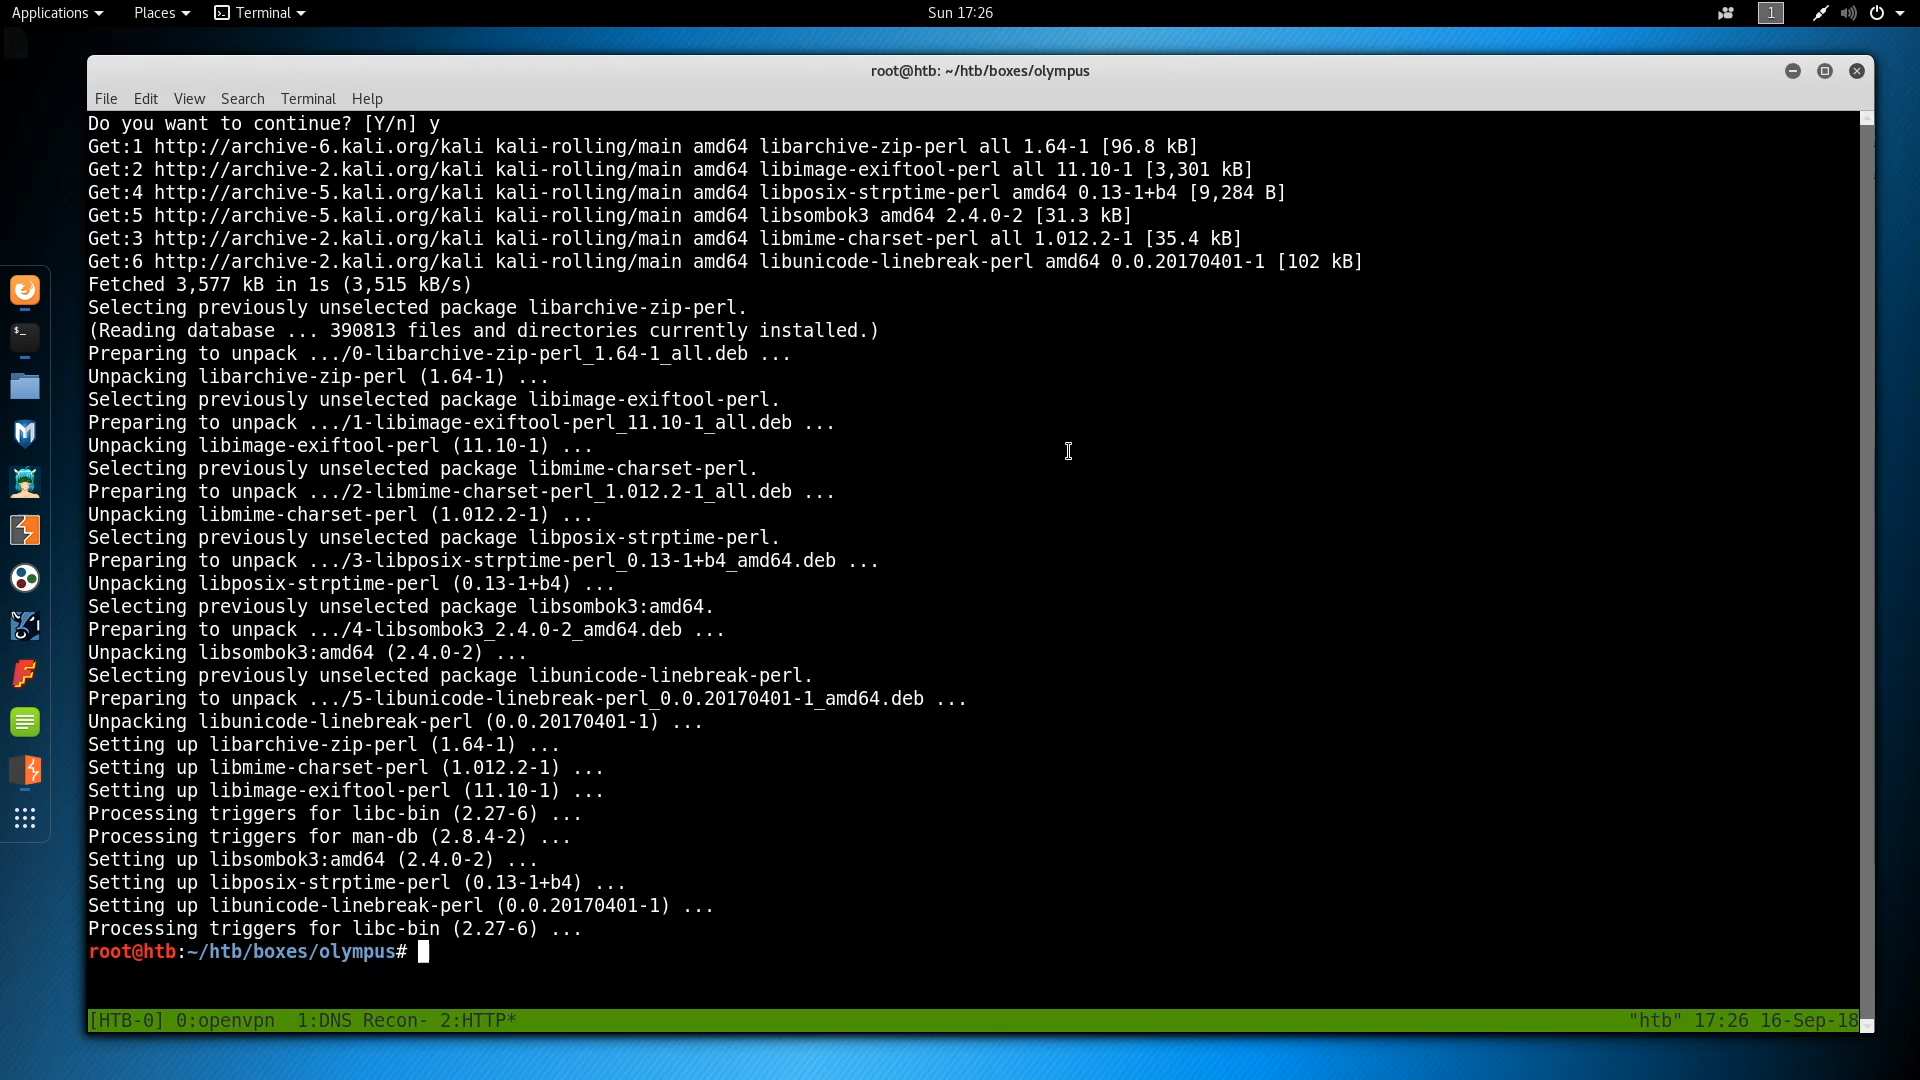 Applications Places Terminal Sun 17:26 1
root@htb: ~/htb/boxes/olympus
File Edit View Search Terminal Help
Do you want to continue? [Y/n] y
Get:1 http://archive-6.kali.org/kali kali-rolling/main amd64 libarchive-zip-perl all 1.64-1 [96.8 kB]
Get:2 http://archive-2.kali.org/kali kali-rolling/main amd64 libimage-exiftool-perl all 11.10-1 [3,301 kB]
Get:4 http://archive-5.kali.org/kali kali-rolling/main amd64 libposix-strptime-perl amd64 0.13-1+b4 [9,284 B]
Get:5 http://archive-5.kali.org/kali kali-rolling/main amd64 libsombok3 amd64 2.4.0-2 [31.3 kB]
Get:3 http://archive-2.kali.org/kali kali-rolling/main amd64 libmime-charset-perl all 1.012.2-1 [35.4 kB]
Get:6 http://archive-2.kali.org/kali kali-rolling/main amd64 libunicode-linebreak-perl amd64 0.0.20170401-1 [102 kB]
Fetched 3,577 kB in 1s (3,515 kB/s)
Selecting previously unselected package libarchive-zip-perl.
(Reading database ... 390813 files and directories currently installed.)
Preparing to unpack .../0-libarchive-zip-perl_1.64-1_all.deb ...
Unpacking libarchive-zip-perl (1.64-1) ...
Selecting previously unselected package libimage-exiftool-perl.
Preparing to unpack .../1-libimage-exiftool-perl_11.10-1_all.deb ...
Unpacking libimage-exiftool-perl (11.10-1) ...
Selecting previously unselected package libmime-charset-perl.
Preparing to unpack .../2-libmime-charset-perl_1.012.2-1_all.deb ...
Unpacking libmime-charset-perl (1.012.2-1) ...
Selecting previously unselected package libposix-strptime-perl.
Preparing to unpack .../3-libposix-strptime-perl_0.13-1+b4_amd64.deb ...
Unpacking libposix-strptime-perl (0.13-1+b4) ...
Selecting previously unselected package libsombok3:amd64.
Preparing to unpack .../4-libsombok3_2.4.0-2_amd64.deb ...
Unpacking libsombok3:amd64 (2.4.0-2) ...
Selecting previously unselected package libunicode-linebreak-perl.
Preparing to unpack .../5-libunicode-linebreak-perl_0.0.20170401-1_amd64.deb ...
Unpacking libunicode-linebreak-perl (0.0.20170401-1) ...
Setting up libarchive-zip-perl (1.64-1) ...
Setting up libmime-charset-perl (1.012.2-1) ...
Setting up libimage-exiftool-perl (11.10-1) ...
Processing triggers for libc-bin (2.27-6) ...
Processing triggers for man-db (2.8.4-2) ...
Setting up libsombok3:amd64 (2.4.0-2) ...
Setting up libposix-strptime-perl (0.13-1+b4) ...
Setting up libunicode-linebreak-perl (0.0.20170401-1) ...
Processing triggers for libc-bin (2.27-6) ...
root@htb:~/htb/boxes/olympus#
[HTB-0] 0:openvpn 1:DNS Recon- 2:HTTP* "htb" 17:26 16-Sep-18